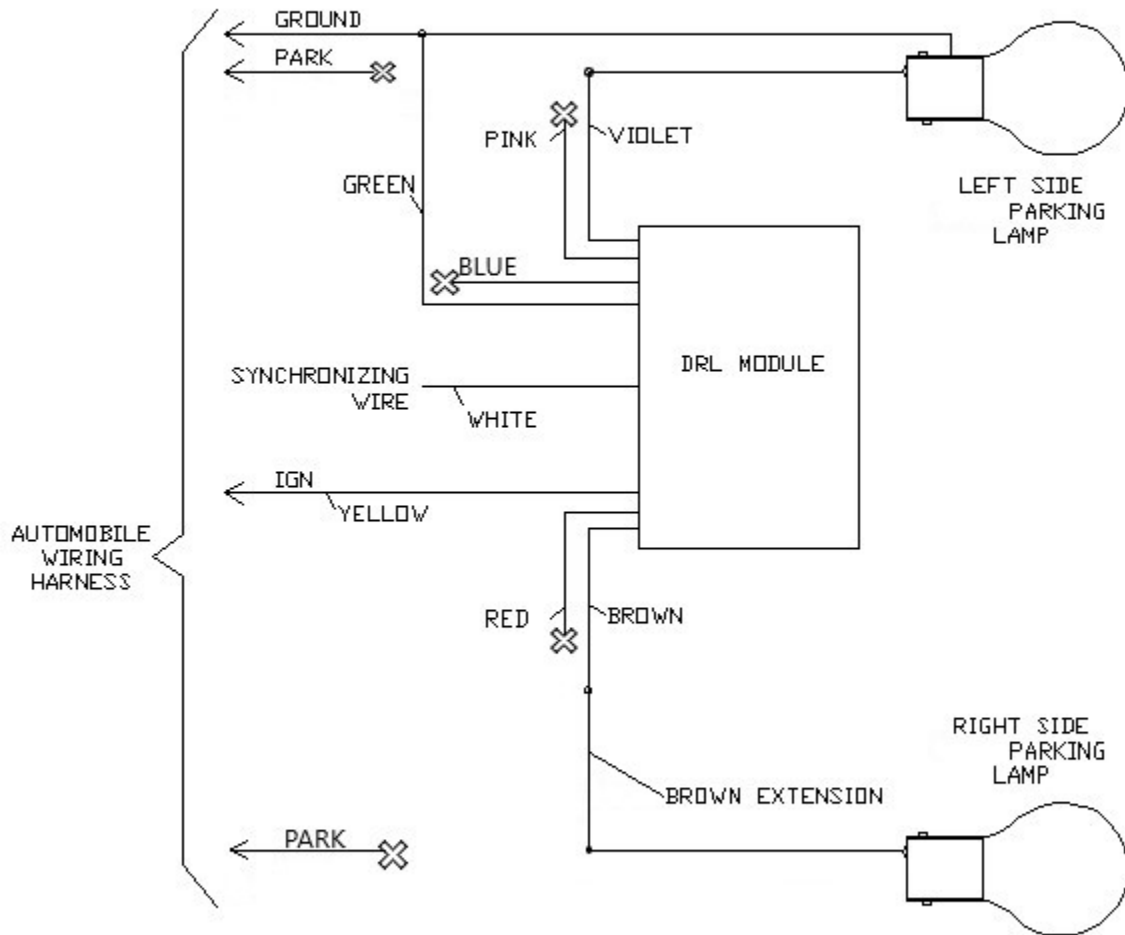 GROUND
PARK
PINK
VIOLET
GREEN
LEFT SIDE
PARKING
LAMP
BLUE
DRL MODULE
SYNCHRONIZING
WIRE
WHITE
IGN
YELLOW
AUTOMOBILE
WIRING
HARNESS
RED
BROWN
RIGHT SIDE
PARKING
LAMP
BROWN EXTENSION
PARK